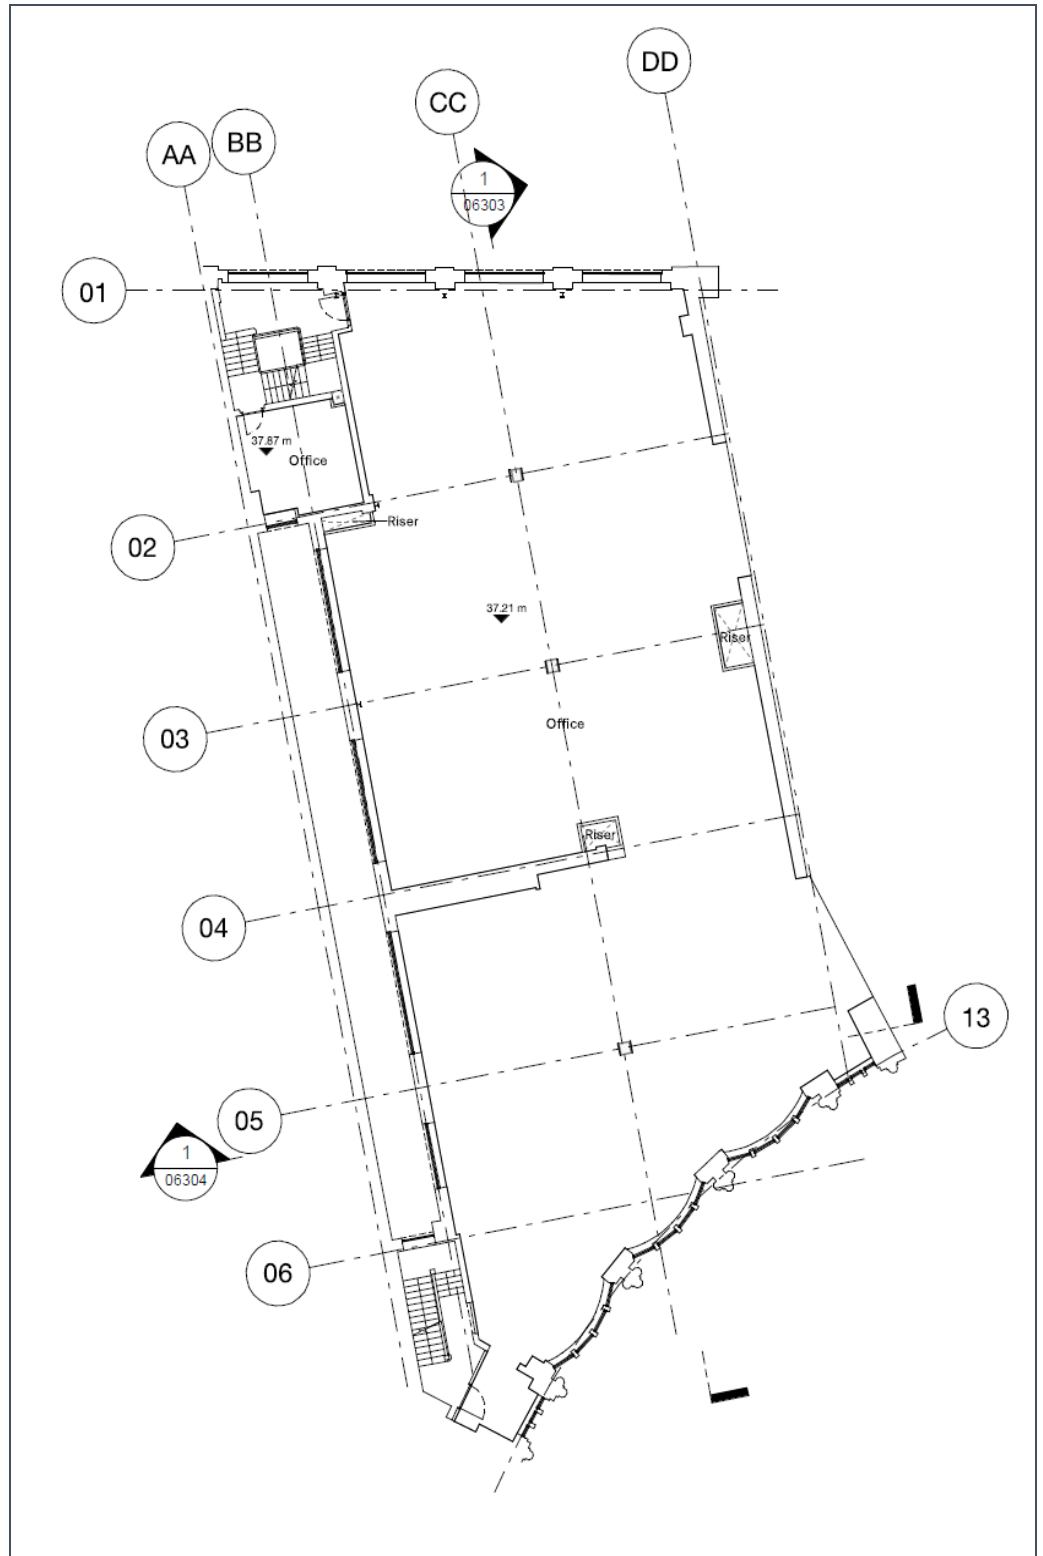 DD
CC
BB
AA
1
06303
01
37.87 m
Office
Riser
02
37.21 m
Riser
03
Office
Riser
04
13
05
1
06304
06